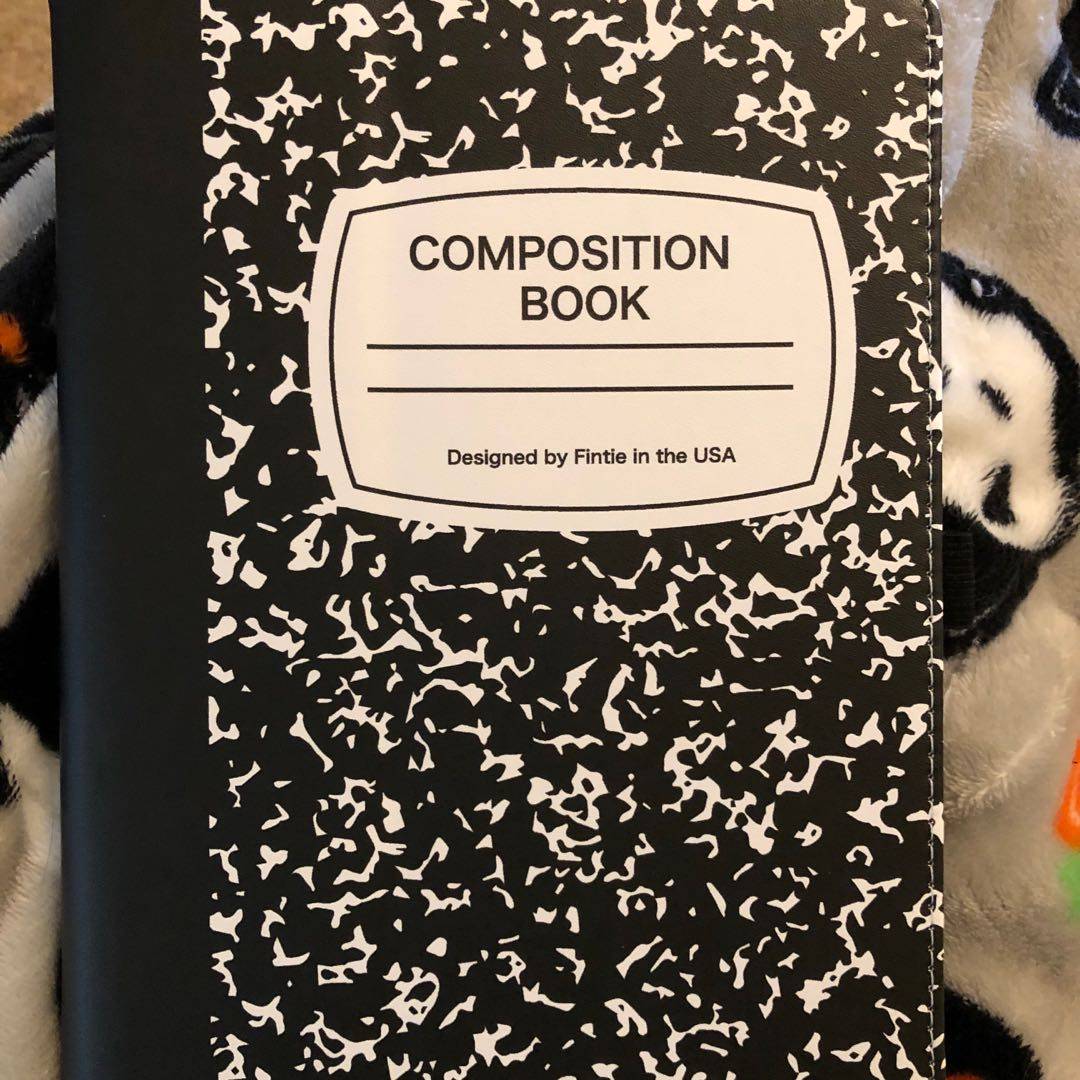 COMPOSITION
BOOK
Designed by Fintie in the USA